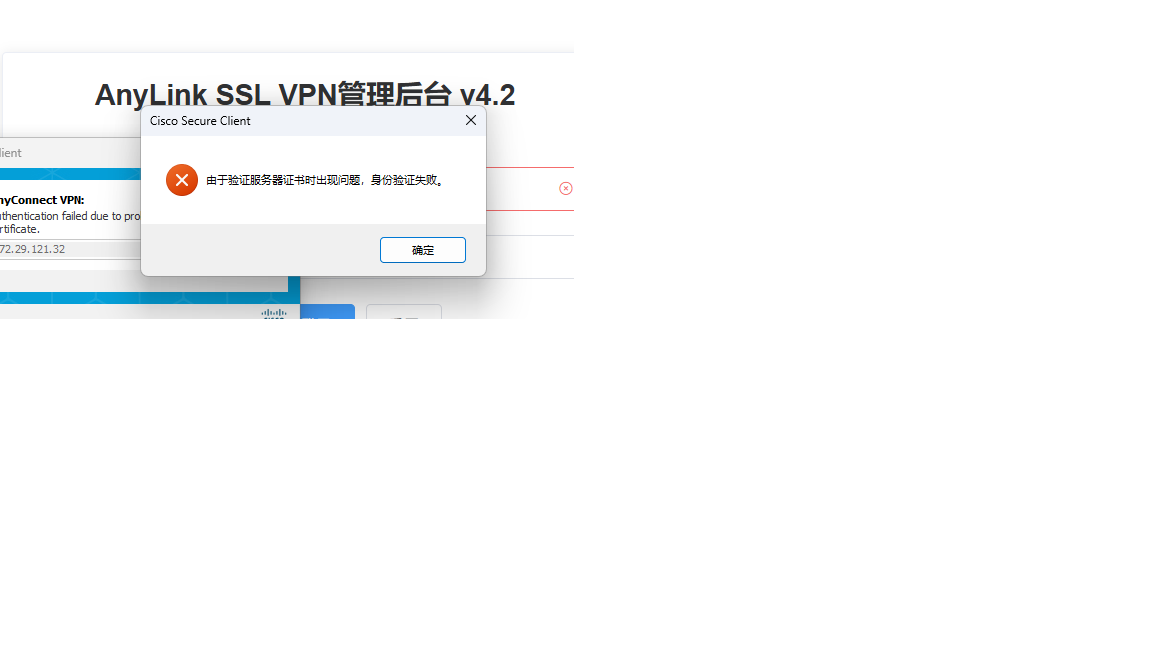 AnyLink SSL VPN管理后台 v4.2
Cisco Secure Client
lient
由于验证服务器证书时出现问题，身份验证失败。
nyConnect VPN:
uthentication failed due to pro
rtificate.
72.29.121.32
确定